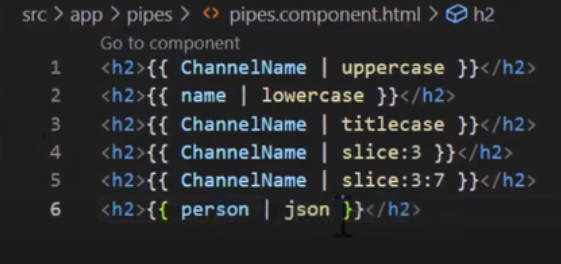 src > app > pipes > <> pipes.component.html > h2
Go to component
1 <h2>{{ ChannelName | uppercase }}</h2>
2 <h2>{{ name | lowercase }}</h2>
3 <h2>{{ ChannelName | titlecase }}</h2>
4 <h2>{{ ChannelName | slice:3 }}</h2>
5 <h2>{{ ChannelName | slice:3:7 }}</h2>
6 <h2>{{ person | json }}</h2>